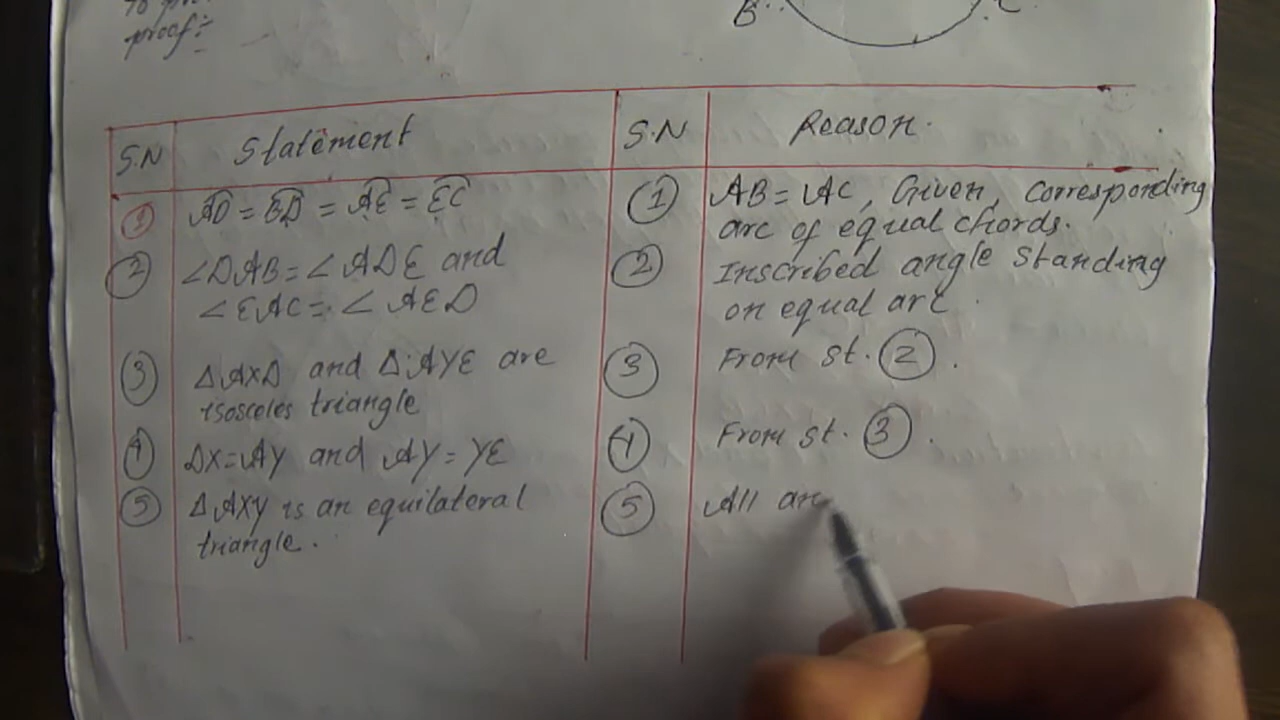 to
proof:-
B
C
S.N Statement S.N Reason.
① AD = BD = AE = EC ① AB = AC, Given, corresponding
arc of equal chords.
② ∠DAB = ∠ADE and ② Inscribed angle standing
∠EAC = ∠AED on equal arc.
③ ΔAXD and ΔAYE are ③ From st. ②.
isosceles triangle
④ DX=AY and AY=YE ④ From st. ③.
⑤ ΔAXY is an equilateral ⑤ All an
triangle.